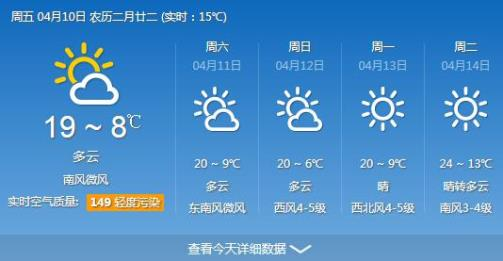 周五 04月10日 农历二月廿二 (实时：15℃)
19 ~ 8℃
多云
南风微风
实时空气质量: 149 轻度污染
周六
04月11日
20 ~ 9℃
多云
东南风微风
周日
04月12日
20 ~ 6℃
多云
西风4-5级
周一
04月13日
20 ~ 9℃
晴
西北风4-5级
周二
04月14日
24 ~ 13℃
晴转多云
南风3-4级
查看今天详细数据